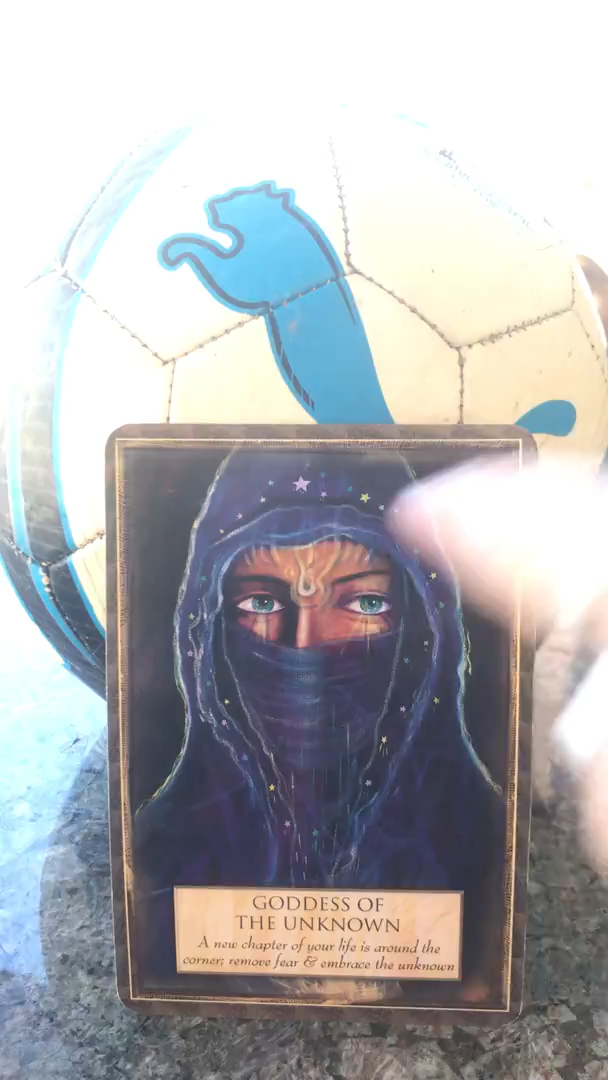 GODDESS OF
THE UNKNOWN
A new chapter of your life is around the
corner; remove fear & embrace the unknown